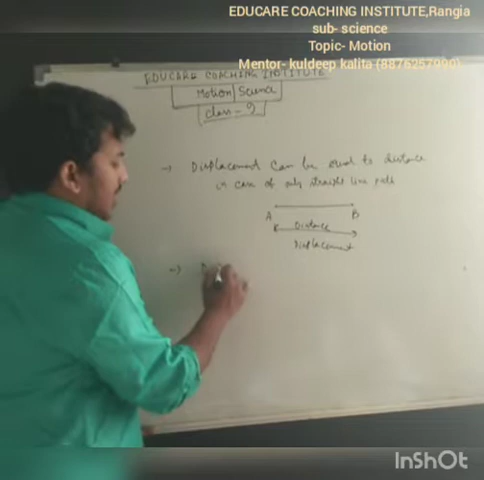 EDUCARE COACHING INSTITUTE,Rangia
sub- science
Topic- Motion
Mentor- kuldeep kalita (8876257990)
EDUCARE COACHING INSTITUTE
Motion Science
class - 9
→ Displacement can be equal to distance
in case of only straight line path
A B
Distance
Displacement
→
InShOt